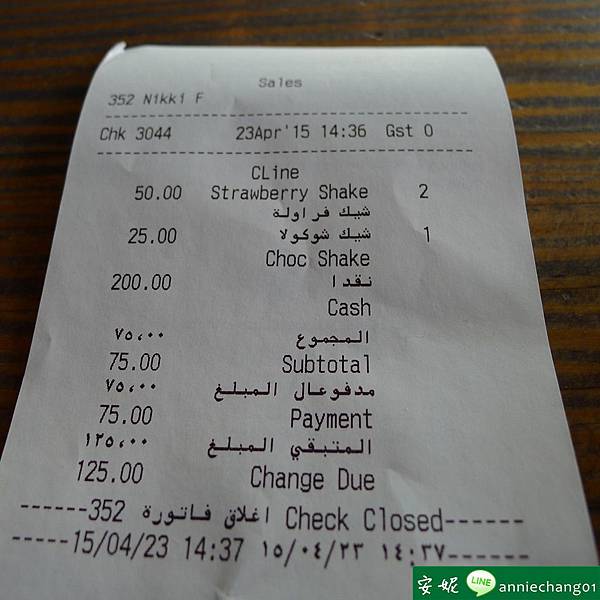 Sales
352 Nikki F
Chk 3044 23Apr'15 14:36 Gst 0
CLine
50.00 Strawberry Shake 2
شيك فراولة
25.00 شيك شوكولا 1
Choc Shake
200.00 نقدا
Cash
٧٥،٠٠ المجموع
75.00 Subtotal
٧٥،٠٠ مدفوعال المبلغ
75.00 Payment
١٢٥،٠٠ المتبقي المبلغ
125.00 Change Due
------352 اغلاق فاتورة Check Closed------
-----15/04/23 14:37 ١٥/٠٤/٢٣ ١٤:٣٧------
安妮 LINE anniechang01